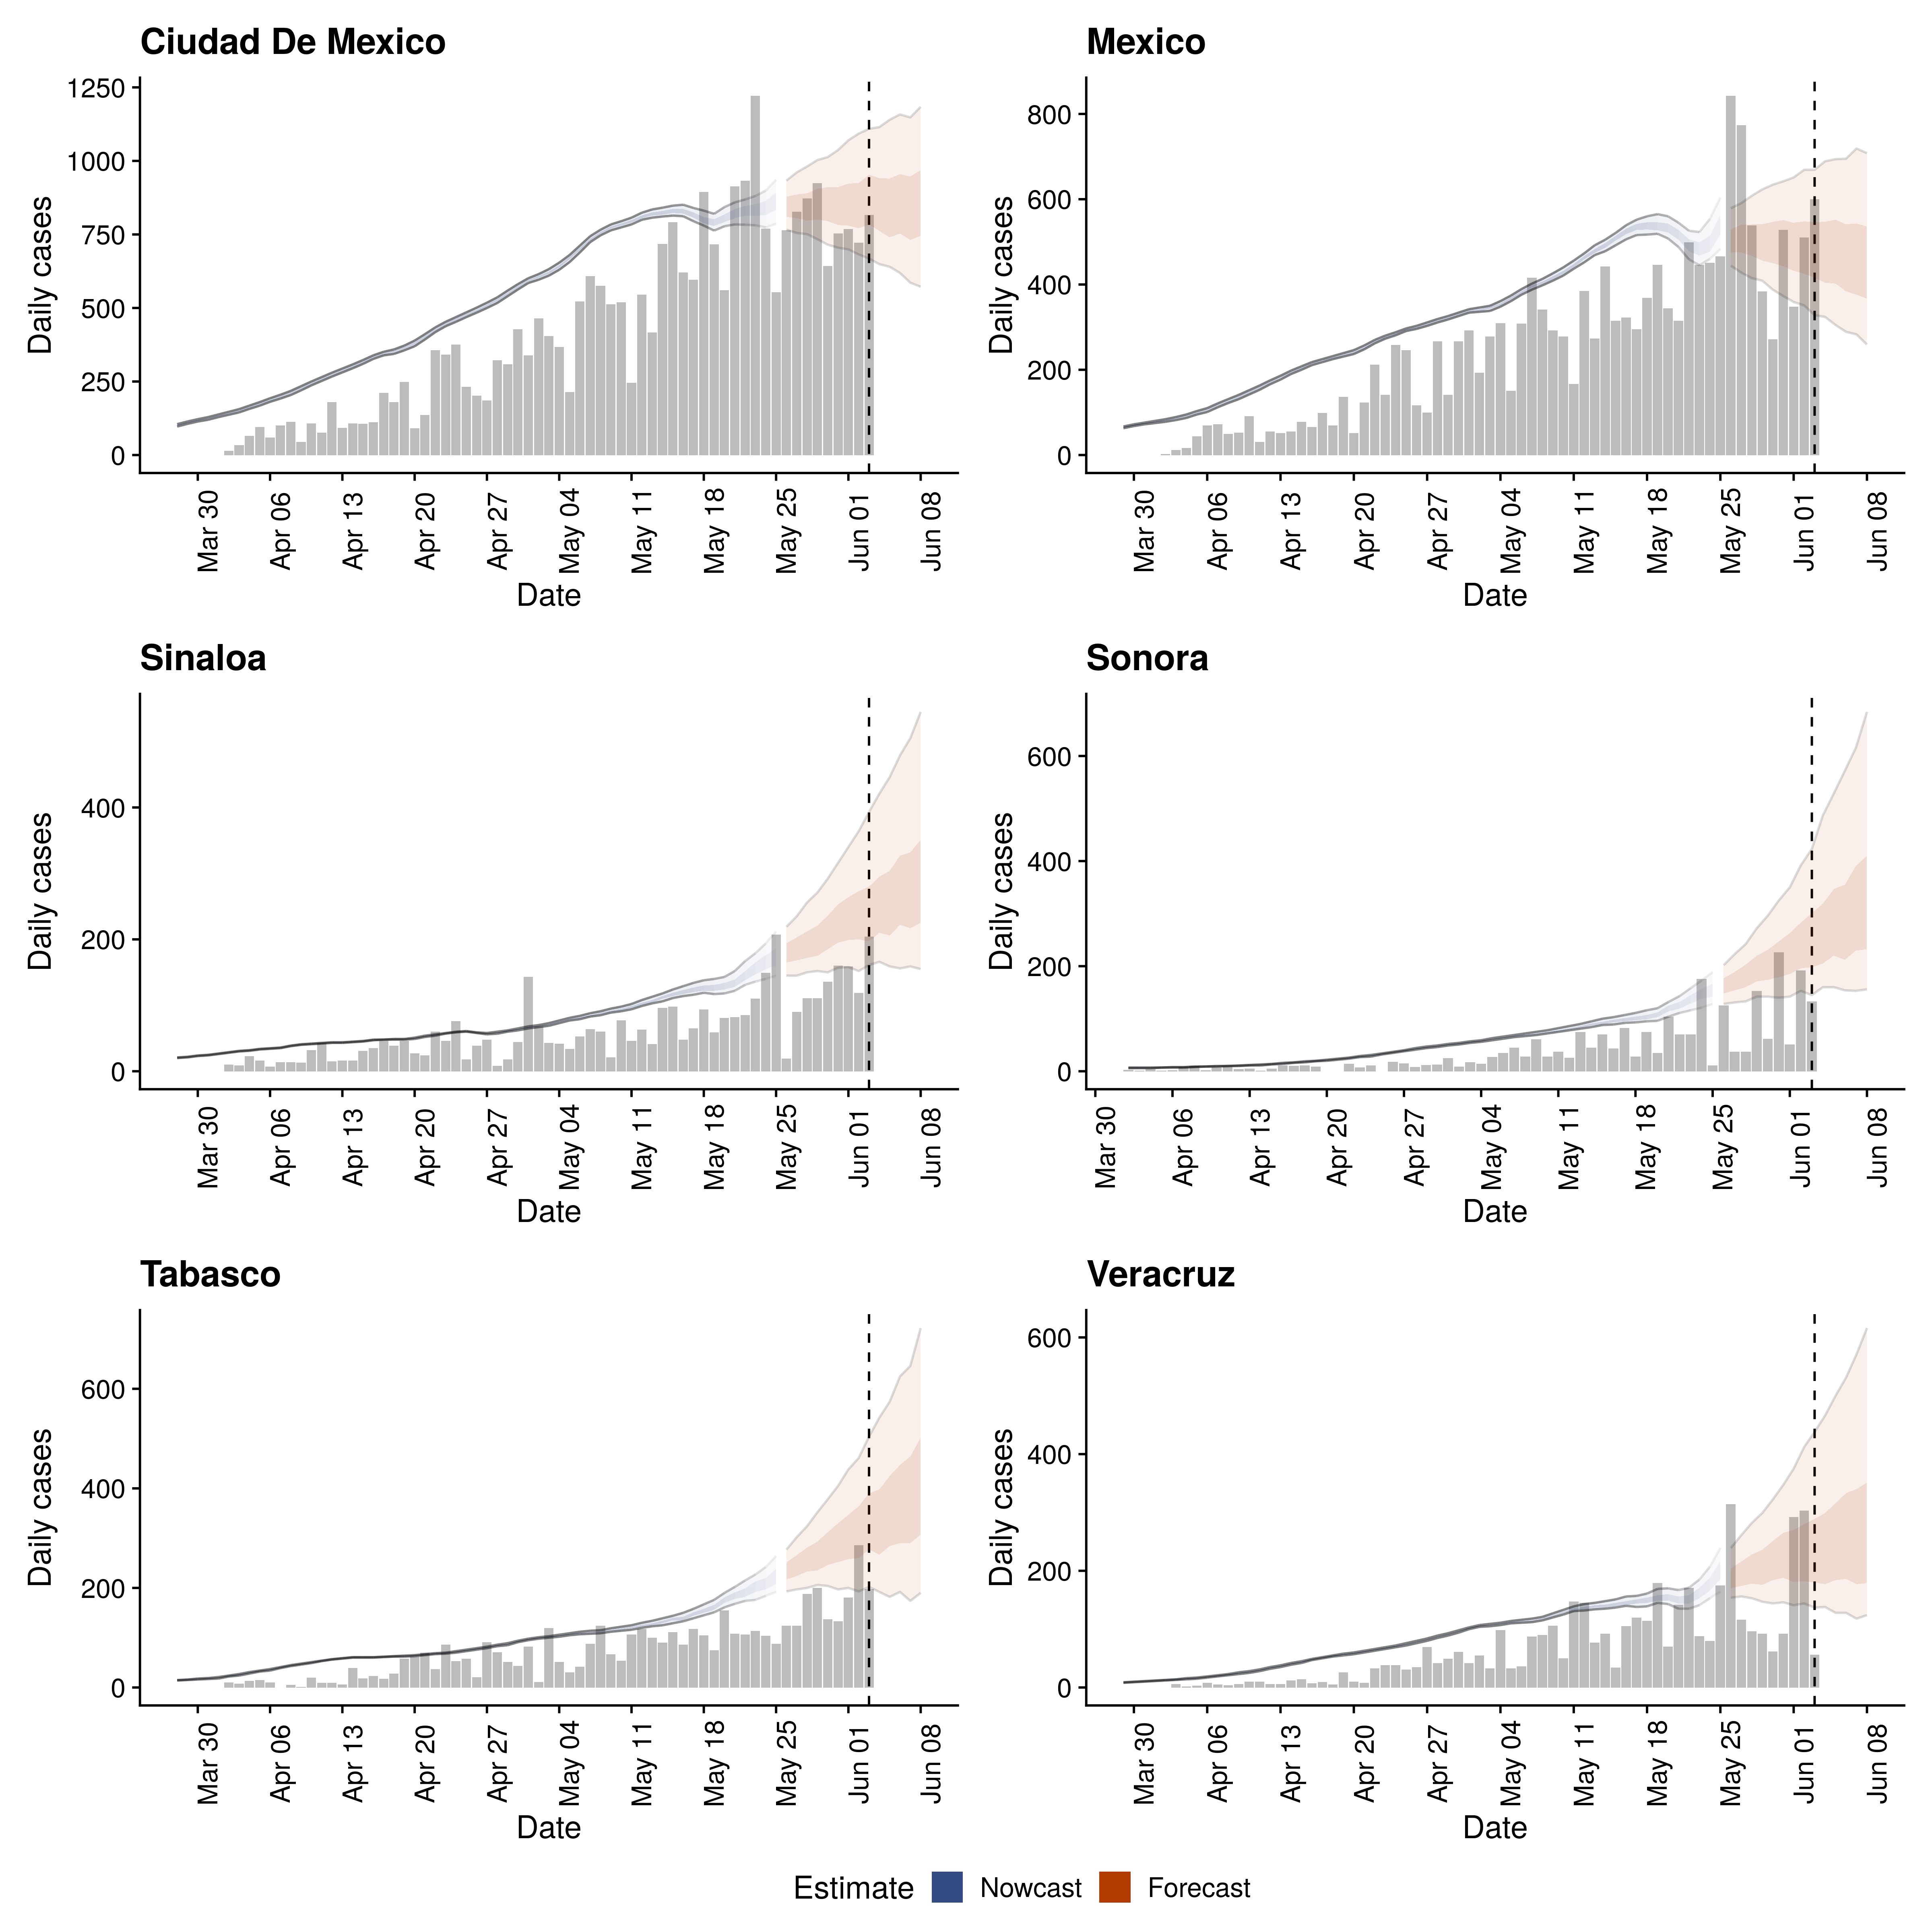 Ciudad De Mexico
Daily cases
1250
1000
750
500
250
0
Mar 30
Apr 06
Apr 13
Apr 20
Apr 27
May 04
May 11
May 18
May 25
Jun 01
Jun 08
Date
Mexico
Daily cases
800
600
400
200
0
Mar 30
Apr 06
Apr 13
Apr 20
Apr 27
May 04
May 11
May 18
May 25
Jun 01
Jun 08
Date
Sinaloa
Daily cases
400
200
0
Mar 30
Apr 06
Apr 13
Apr 20
Apr 27
May 04
May 11
May 18
May 25
Jun 01
Jun 08
Date
Sonora
Daily cases
600
400
200
0
Mar 30
Apr 06
Apr 13
Apr 20
Apr 27
May 04
May 11
May 18
May 25
Jun 01
Jun 08
Date
Tabasco
Daily cases
600
400
200
0
Mar 30
Apr 06
Apr 13
Apr 20
Apr 27
May 04
May 11
May 18
May 25
Jun 01
Jun 08
Date
Veracruz
Daily cases
600
400
200
0
Mar 30
Apr 06
Apr 13
Apr 20
Apr 27
May 04
May 11
May 18
May 25
Jun 01
Jun 08
Date
Estimate Nowcast Forecast